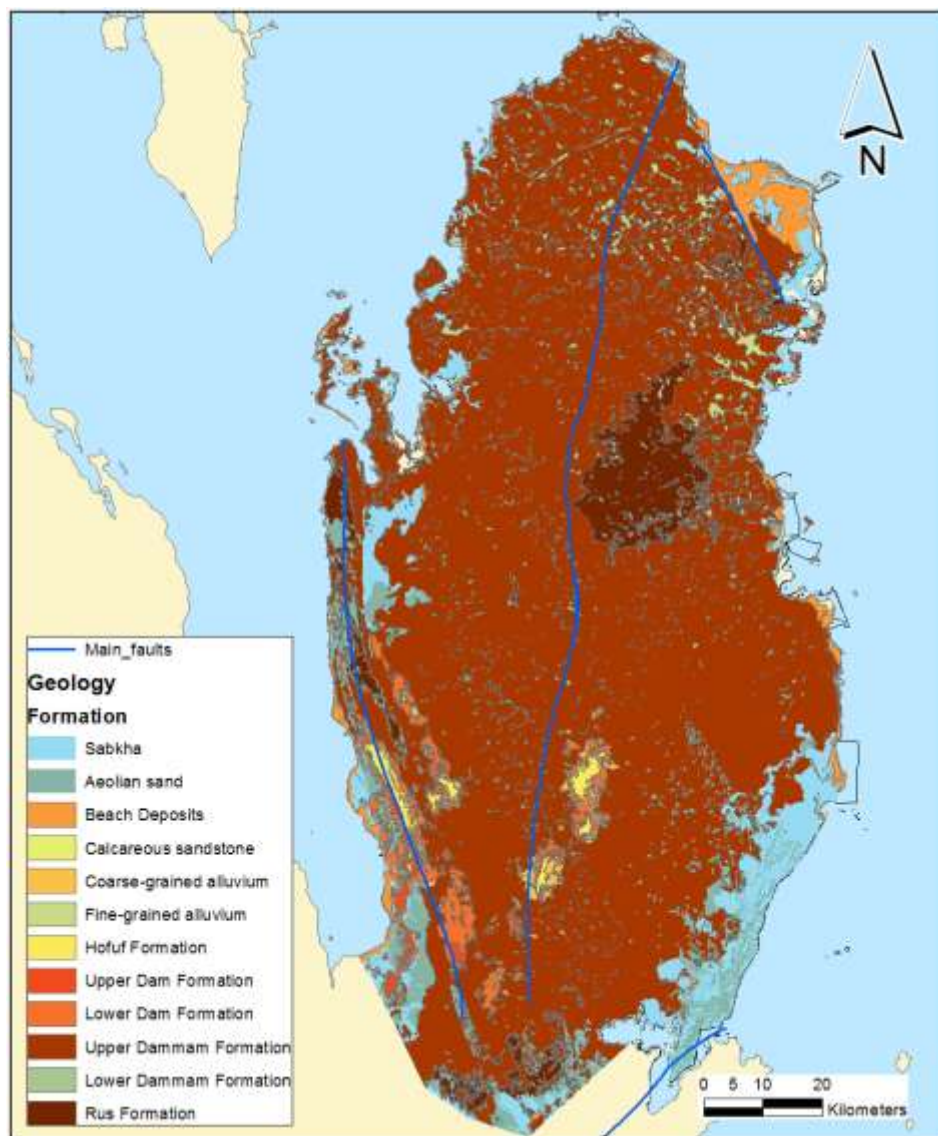 N
Main_faults
Geology
Formation
Sabkha
Aeolian sand
Beach Deposits
Calcareous sandstone
Coarse-grained alluvium
Fine-grained alluvium
Hofuf Formation
Upper Dam Formation
Lower Dam Formation
Upper Dammam Formation
Lower Dammam Formation
Rus Formation
0 5 10 20
Kilometers